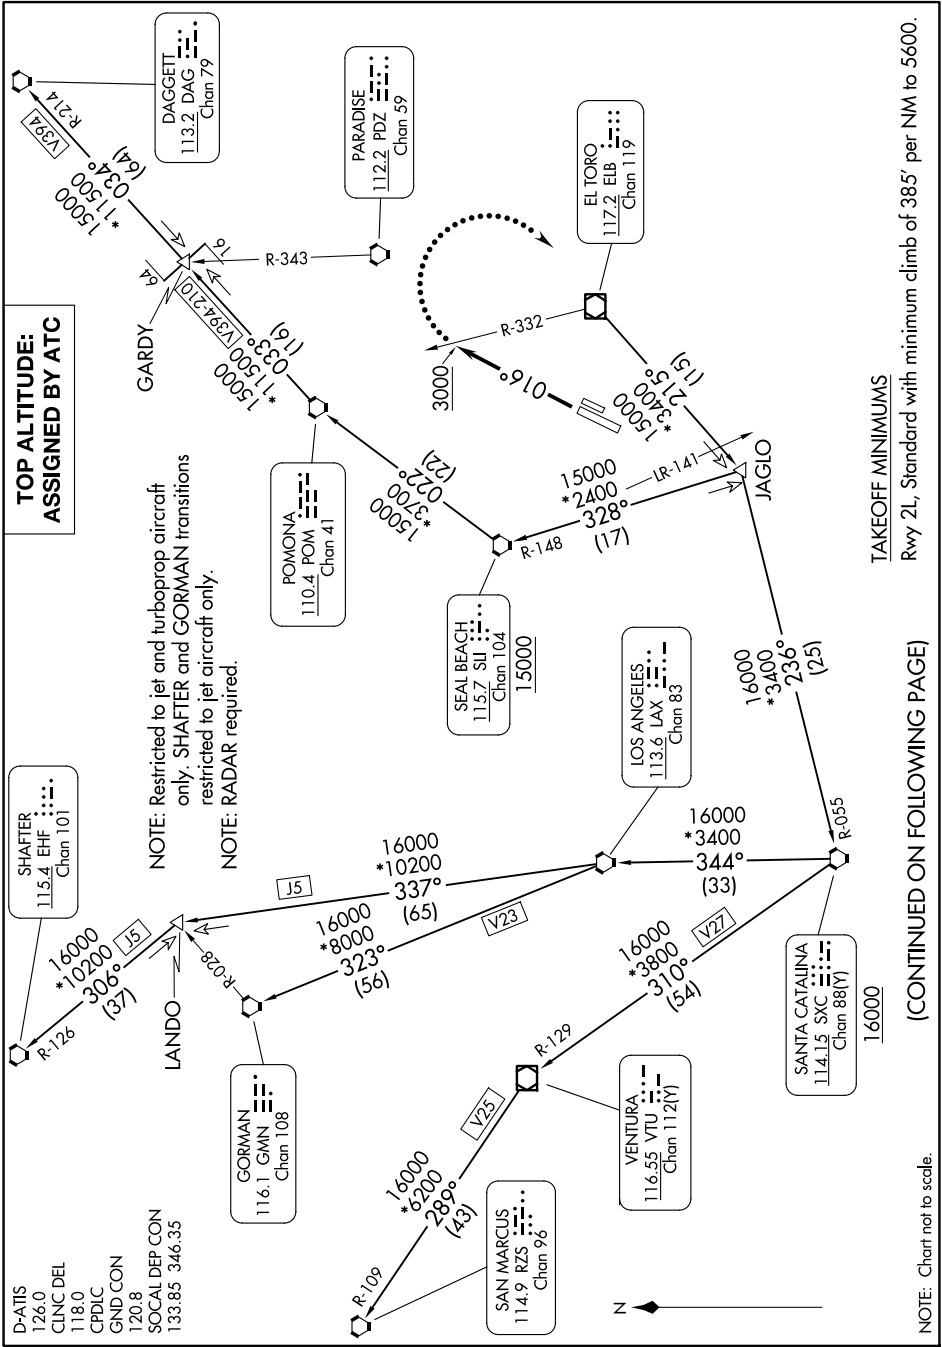 D-ATIS
126.0
CLNC DEL
118.0
CPDLC
GND CON
120.8
SOCAL DEP CON
133.85 346.35
TOP ALTITUDE:
ASSIGNED BY ATC
NOTE: Restricted to jet and turboprop aircraft
only. SHAFTER and GORMAN transitions
restricted to jet aircraft only.
NOTE: RADAR required.
SHAFTER
115.4 EHF
Chan 101
R-126
16000
*10200
306°
(37)
J5
LANDO
R-028
GORMAN
116.1 GMN
Chan 108
J5
16000
*10200
337°
(65)
16000
*8000
323°
(56)
V23
LOS ANGELES
113.6 LAX
Chan 83
16000
*3400
344°
(33)
SAN MARCUS
114.9 RZS
Chan 96
R-109
16000
*6200
289°
(43)
V25
VENTURA
116.55 VTU
Chan 112(Y)
R-129
16000
*3800
310°
(54)
V27
SANTA CATALINA
114.15 SXC
Chan 88(Y)
16000
R-055
16000
*3400
236°
(25)
JAGLO
SEAL BEACH
115.7 SLI
Chan 104
15000
R-148
15000
*2400
328°
(17)
LR-141
15000
*3400
215°
(15)
EL TORO
117.2 ELB
Chan 119
R-332
3000
016°
15000
*3700
022°
(22)
POMONA
110.4 POM
Chan 41
15000
*11500
033°
(16)
V394-210
GARDY
64
16
R-343
PARADISE
112.2 PDZ
Chan 59
15000
*11500
034°
(64)
V394
R-214
DAGGETT
113.2 DAG
Chan 79
TAKEOFF MINIMUMS
Rwy 2L, Standard with minimum climb of 385' per NM to 5600.
N
NOTE: Chart not to scale.
(CONTINUED ON FOLLOWING PAGE)